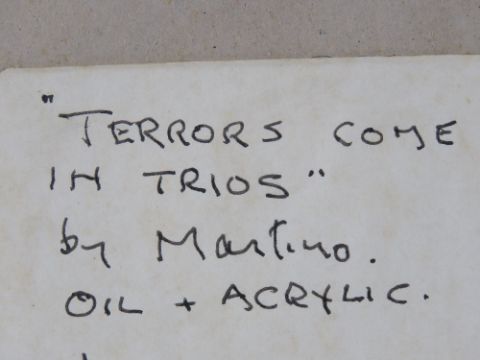 "TERRORS COME
IN TRIOS"
by Martino.
OIL + ACRYLIC.